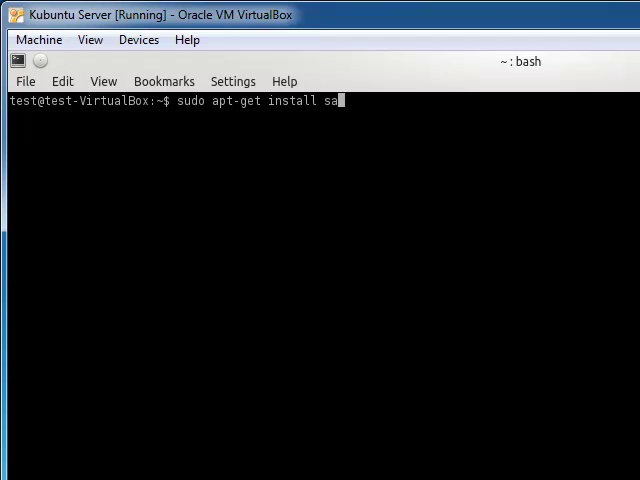 Kubuntu Server [Running] - Oracle VM VirtualBox
Machine View Devices Help
~ : bash
File Edit View Bookmarks Settings Help
test@test-VirtualBox:~$ sudo apt-get install sa